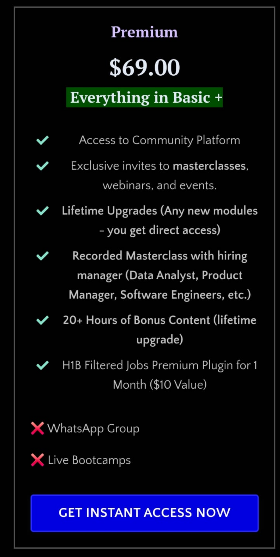 Premium
$69.00
Everything in Basic +
Access to Community Platform
Exclusive invites to masterclasses,
webinars, and events.
Lifetime Upgrades (Any new modules
- you get direct access)
Recorded Masterclass with hiring
manager (Data Analyst, Product
Manager, Software Engineers, etc.)
20+ Hours of Bonus Content (lifetime
upgrade)
H1B Filtered Jobs Premium Plugin for 1
Month ($10 Value)
WhatsApp Group
Live Bootcamps
GET INSTANT ACCESS NOW